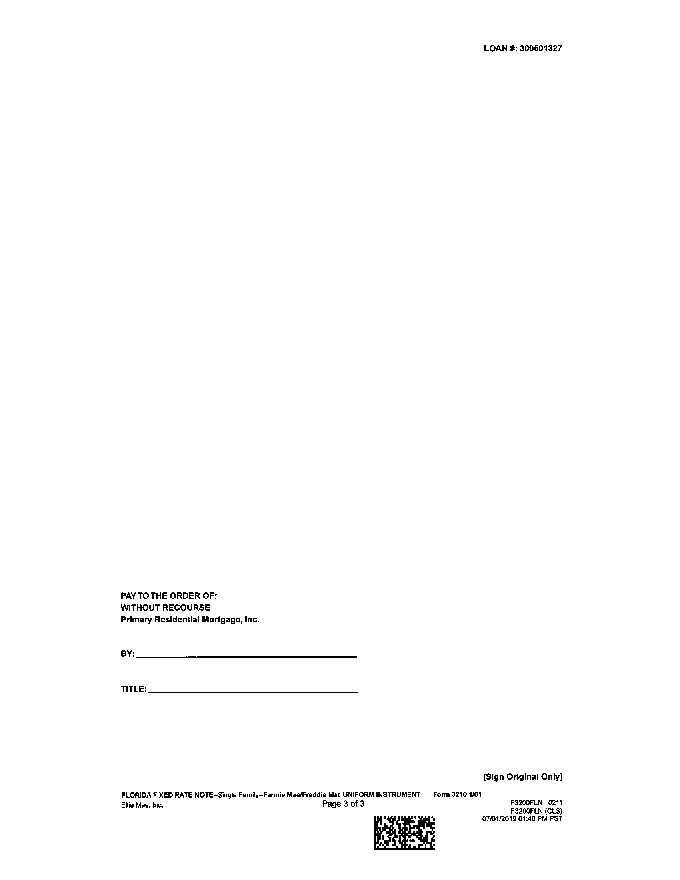 LOAN #: 309601327
PAY TO THE ORDER OF:
WITHOUT RECOURSE
Primary Residential Mortgage, Inc.
BY:
TITLE:
[Sign Original Only]
FLORIDA FIXED RATE NOTE--Single Family--Fannie Mae/Freddie Mac UNIFORM INSTRUMENT Form 3210 1/01
Ellie Mae, Inc. Page 3 of 3 F3200FLN 0211
F3200FLN (CLS)
07/01/2019 01:40 PM PST